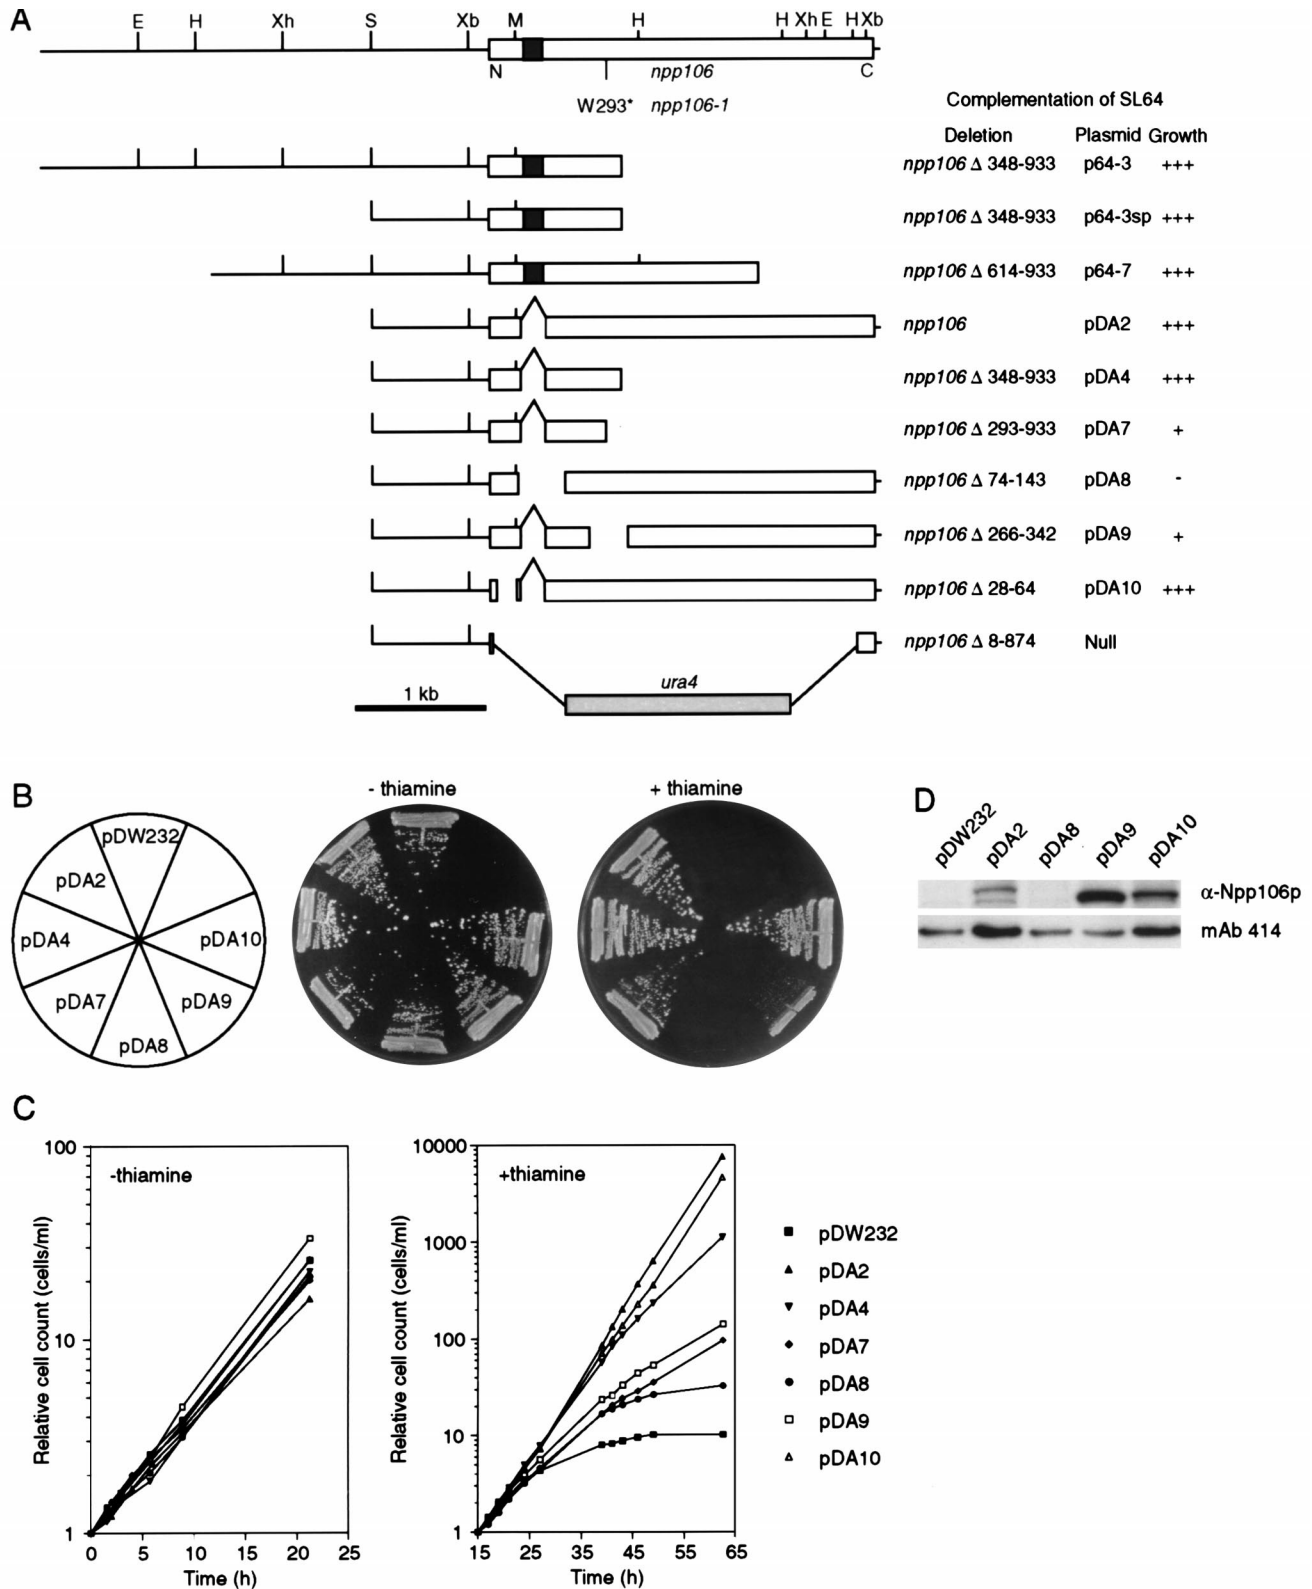 A
E H Xh S Xb M H H Xh E H Xb
N npp106 C
W293* npp106-1
Complementation of SL64
Deletion Plasmid Growth
npp106 Δ 348-933 p64-3 +++
npp106 Δ 348-933 p64-3sp +++
npp106 Δ 614-933 p64-7 +++
npp106 pDA2 +++
npp106 Δ 348-933 pDA4 +++
npp106 Δ 293-933 pDA7 +
npp106 Δ 74-143 pDA8 -
npp106 Δ 266-342 pDA9 +
npp106 Δ 28-64 pDA10 +++
npp106 Δ 8-874 Null
1 kb
ura4
B
pDW232
pDA2
pDA4
pDA7
pDA8
pDA9
pDA10
- thiamine
+ thiamine
D
pDW232 pDA2 pDA8 pDA9 pDA10
α-Npp106p
mAb 414
C
-thiamine
Relative cell count (cells/ml)
100
10
1
0 5 10 15 20 25
Time (h)
+thiamine
Relative cell count (cells/ml)
10000
1000
100
10
1
15 25 35 45 55 65
Time (h)
pDW232
pDA2
pDA4
pDA7
pDA8
pDA9
pDA10